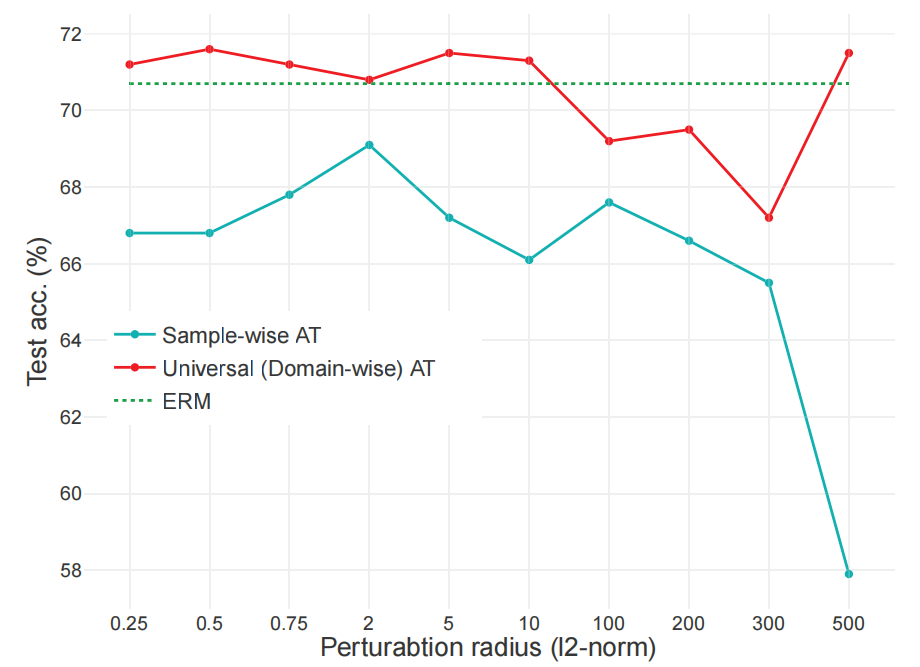 72
70
68
66
64
62
60
58
Test acc. (%)
Sample-wise AT
Universal (Domain-wise) AT
ERM
0.25 0.5 0.75 2 5 10 100 200 300 500
Perturabtion radius (l2-norm)